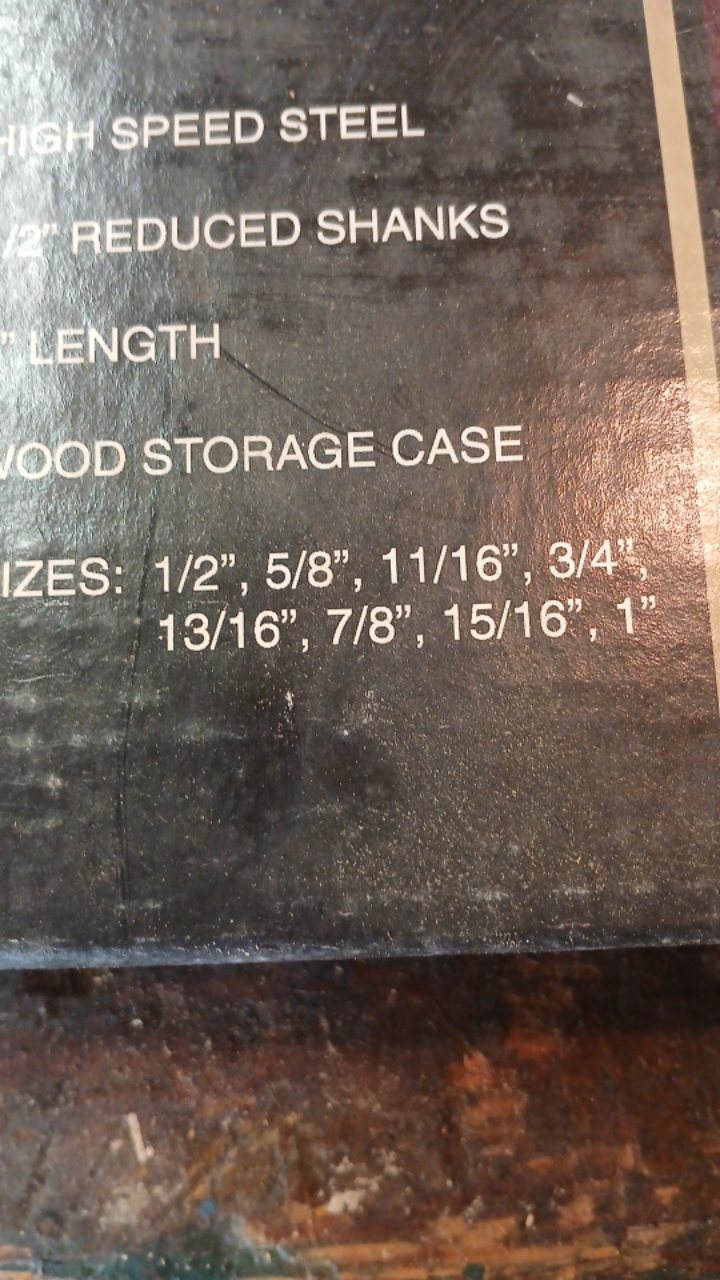 HIGH SPEED STEEL
/2” REDUCED SHANKS
” LENGTH
WOOD STORAGE CASE
IZES: 1/2”, 5/8”, 11/16”, 3/4”,
13/16”, 7/8”, 15/16”, 1”